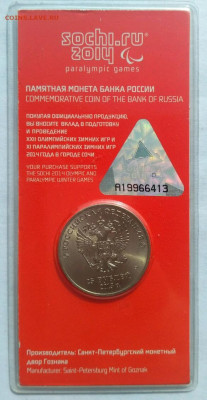 sochi.ru
2014
paralympic games
ПАМЯТНАЯ МОНЕТА БАНКА РОССИИ
COMMEMORATIVE COIN OF THE BANK OF RUSSIA
ПОКУПАЯ ОФИЦИАЛЬНУЮ ПРОДУКЦИЮ,
ВЫ ВНОСИТЕ ВКЛАД В ПОДГОТОВКУ
И ПРОВЕДЕНИЕ
XXII ОЛИМПИЙСКИХ ЗИМНИХ ИГР И
XI ПАРАЛИМПИЙСКИХ ЗИМНИХ ИГР
2014 ГОДА В ГОРОДЕ СОЧИ.
YOUR PURCHASE SUPPORTS
THE SOCHI 2014 OLYMPIC AND
PARALYMPIC WINTER GAMES
A19966413
25 РУБЛЕЙ
Производитель: Санкт-Петербургский монетный
двор Гознака
Manufacturer: Saint-Petersburg Mint of Goznak